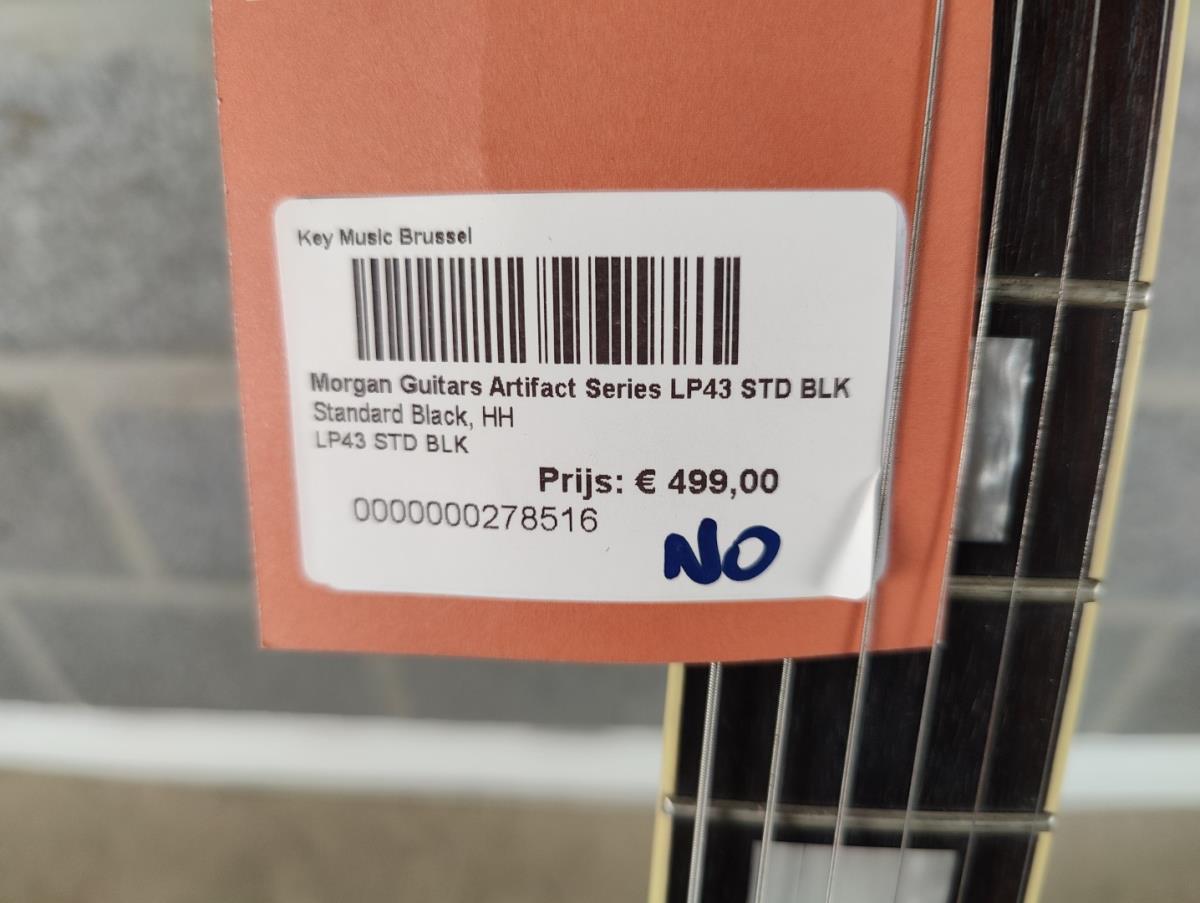 Key Music Brussel
Morgan Guitars Artifact Series LP43 STD BLK
Standard Black, HH
LP43 STD BLK
Prijs: € 499,00
0000000278516
NO